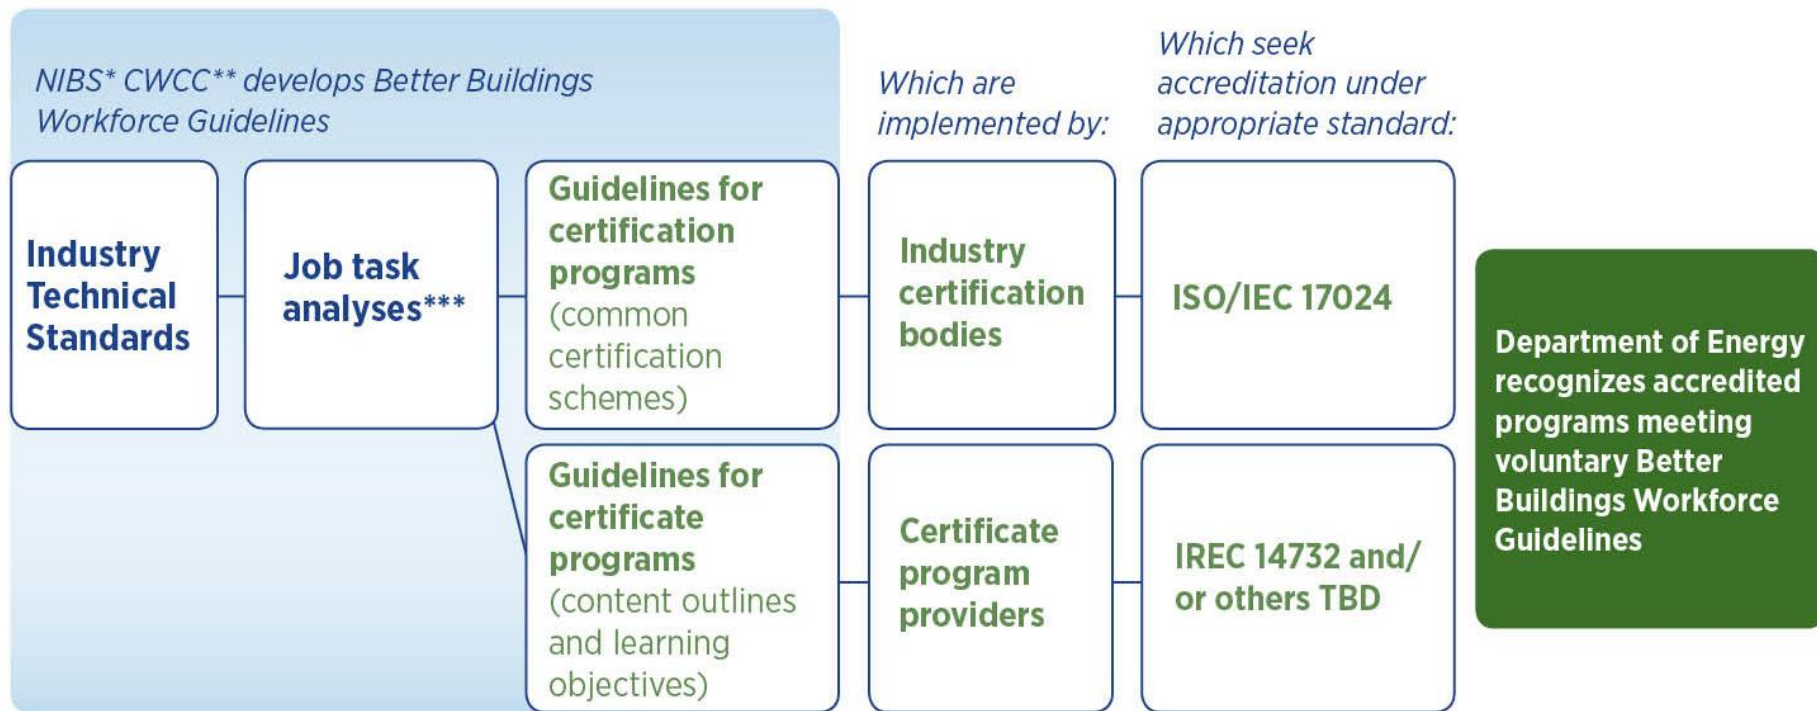 NIBS* CWCC** develops Better Buildings
Workforce Guidelines
Which are
implemented by:
Which seek
accreditation under
appropriate standard:
Industry
Technical
Standards
Job task
analyses***
Guidelines for
certification
programs
(common
certification
schemes)
Industry
certification
bodies
ISO/IEC 17024
Guidelines for
certificate
programs
(content outlines
and learning
objectives)
Certificate
program
providers
IREC 14732 and/
or others TBD
Department of Energy
recognizes accredited
programs meeting
voluntary Better
Buildings Workforce
Guidelines